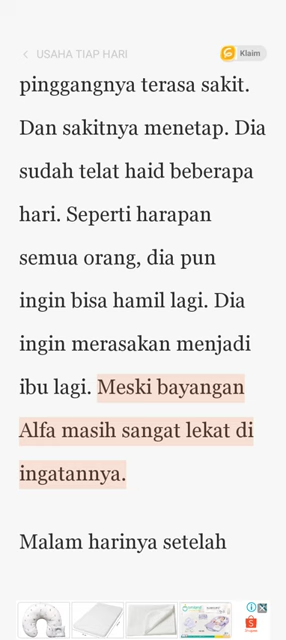 USAHA TIAP HARI
Klaim
pinggangnya terasa sakit.
Dan sakitnya menetap. Dia
sudah telat haid beberapa
hari. Seperti harapan
semua orang, dia pun
ingin bisa hamil lagi. Dia
ingin merasakan menjadi
ibu lagi. Meski bayangan
Alfa masih sangat lekat di
ingatannya.
Malam harinya setelah